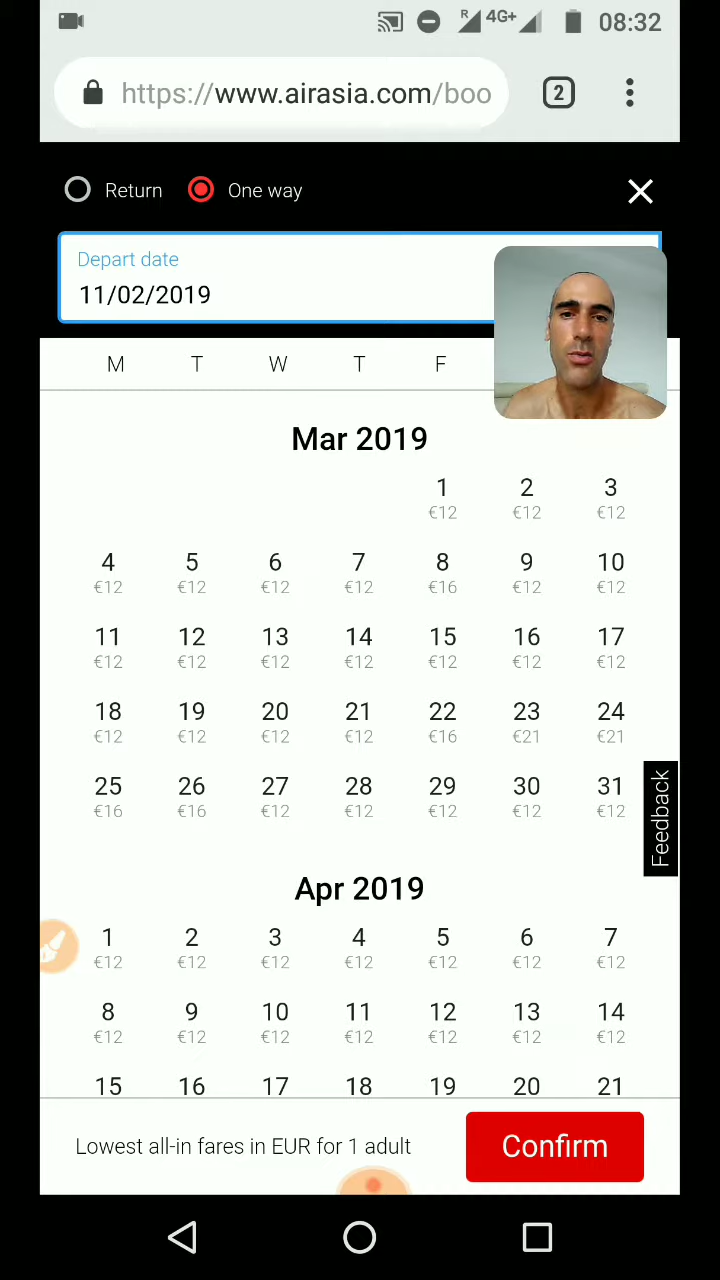 R 4G+ 08:32
https://www.airasia.com/boo 2
Return One way
Depart date
11/02/2019
M T W T F
Mar 2019
1 2 3
€12 €12 €12
4 5 6 7 8 9 10
€12 €12 €12 €12 €16 €12 €12
11 12 13 14 15 16 17
€12 €12 €12 €12 €12 €12 €12
18 19 20 21 22 23 24
€12 €12 €12 €12 €16 €21 €21
25 26 27 28 29 30 31
€16 €16 €12 €12 €12 €12 €12
Feedback
Apr 2019
1 2 3 4 5 6 7
€12 €12 €12 €12 €12 €12 €12
8 9 10 11 12 13 14
€12 €12 €12 €12 €12 €12 €12
15 16 17 18 19 20 21
Lowest all-in fares in EUR for 1 adult
Confirm